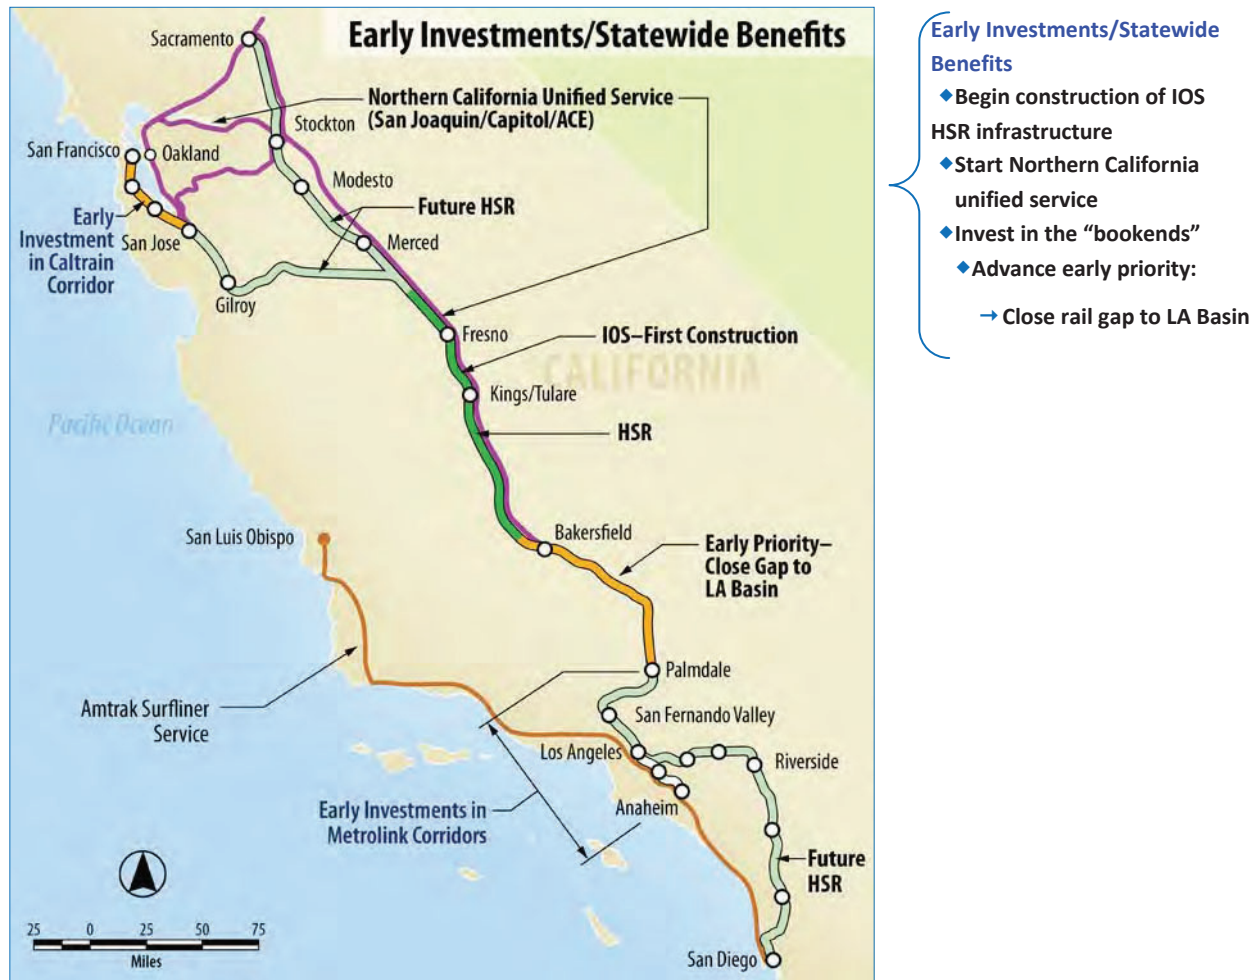 Early Investments/Statewide Benefits
Sacramento
Northern California Unified Service
(San Joaquin/Capitol/ACE)
Stockton
San Francisco
Oakland
Modesto
Early
Investment
in Caltrain
Corridor
Future HSR
San Jose
Merced
Gilroy
Fresno
IOS–First Construction
CALIFORNIA
Kings/Tulare
Pacific Ocean
HSR
San Luis Obispo
Bakersfield
Early Priority–
Close Gap to
LA Basin
Palmdale
Amtrak Surfliner
Service
San Fernando Valley
Los Angeles
Riverside
Early Investments in
Metrolink Corridors
Anaheim
Future
HSR
25 0 25 50 75
Miles
San Diego
Early Investments/Statewide
Benefits
◆Begin construction of IOS
HSR infrastructure
◆Start Northern California
unified service
◆Invest in the “bookends”
◆Advance early priority:
→ Close rail gap to LA Basin